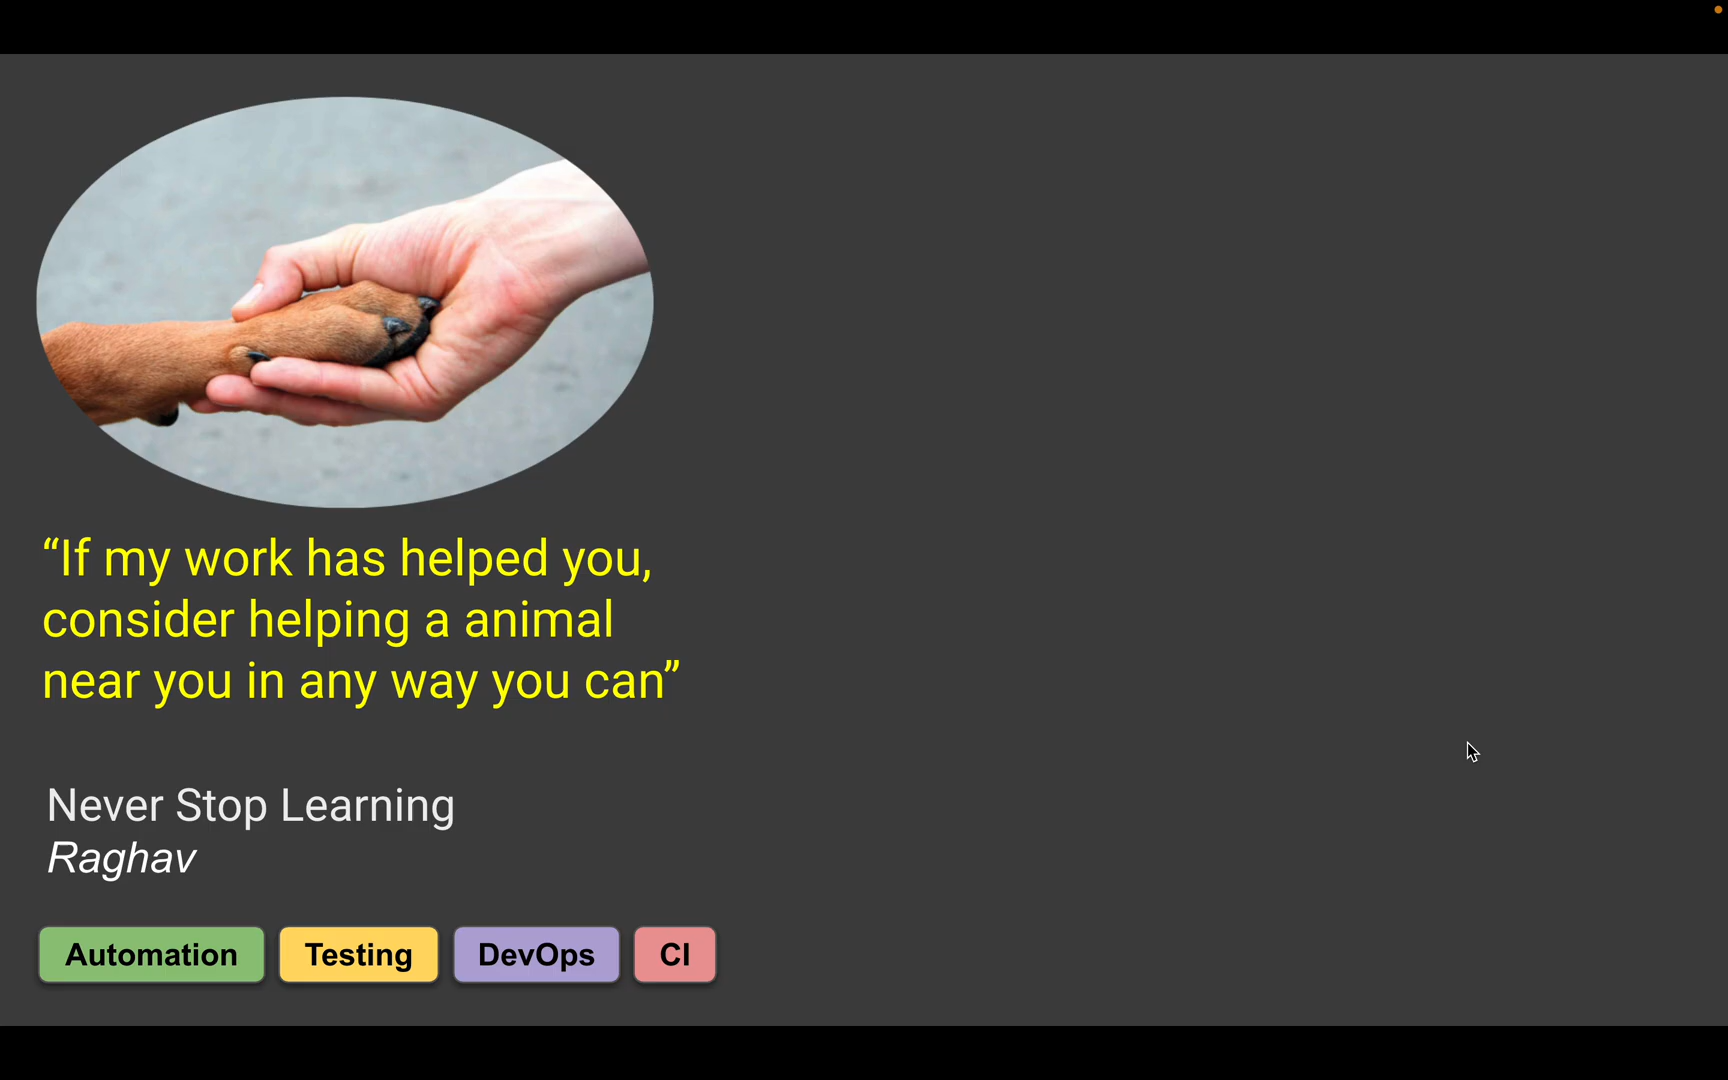 “If my work has helped you,
consider helping a animal
near you in any way you can”
Never Stop Learning
Raghav
Automation Testing DevOps CI